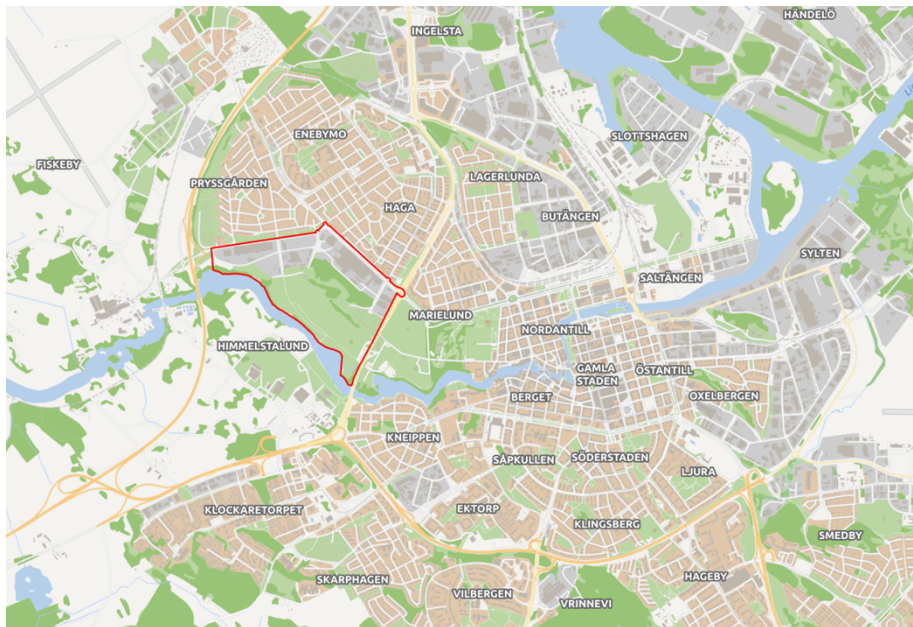 HÄNDELÖ
INGELSTA
ENEBYMO
SLOTTSHAGEN
FISKEBY
LAGERLUNDA
PRYSSGÅRDEN
HAGA
BUTÄNGEN
SYLTEN
SALTÄNGEN
MARIELUND
NORDANTILL
HIMMELSTALUND
GAMLA
STADEN
ÖSTANTILL
BERGET
OXELBERGEN
KNEIPPEN
SÅPKULLEN
SÖDERSTADEN
LJURA
KLOCKARETORPET
EKTORP
KLINGSBERG
SMEDBY
SKARPHAGEN
HAGEBY
VILBERGEN
VRINNEVI